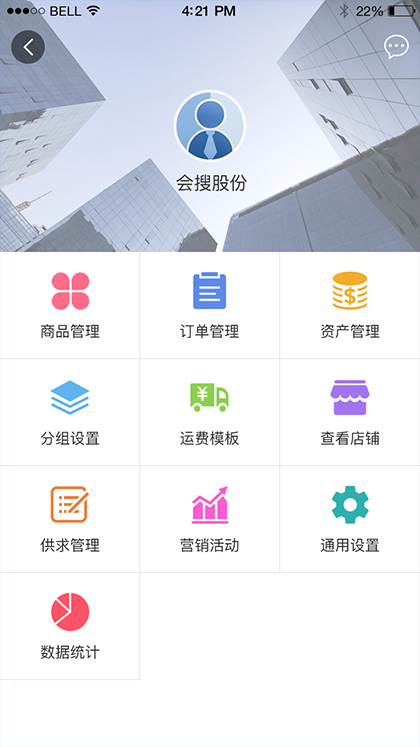 BELL 4:21 PM 22%
会搜股份
商品管理 订单管理 资产管理
分组设置 运费模板 查看店铺
供求管理 营销活动 通用设置
数据统计